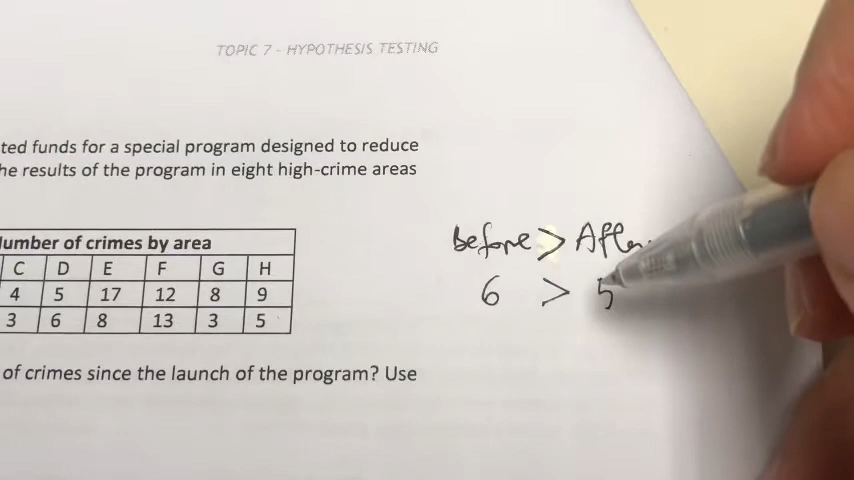 TOPIC 7 - HYPOTHESIS TESTING
ted funds for a special program designed to reduce
he results of the program in eight high-crime areas
Number of crimes by area
C D E F G H
4 5 17 12 8 9
3 6 8 13 3 5
of crimes since the launch of the program? Use
Before >
6 > 5